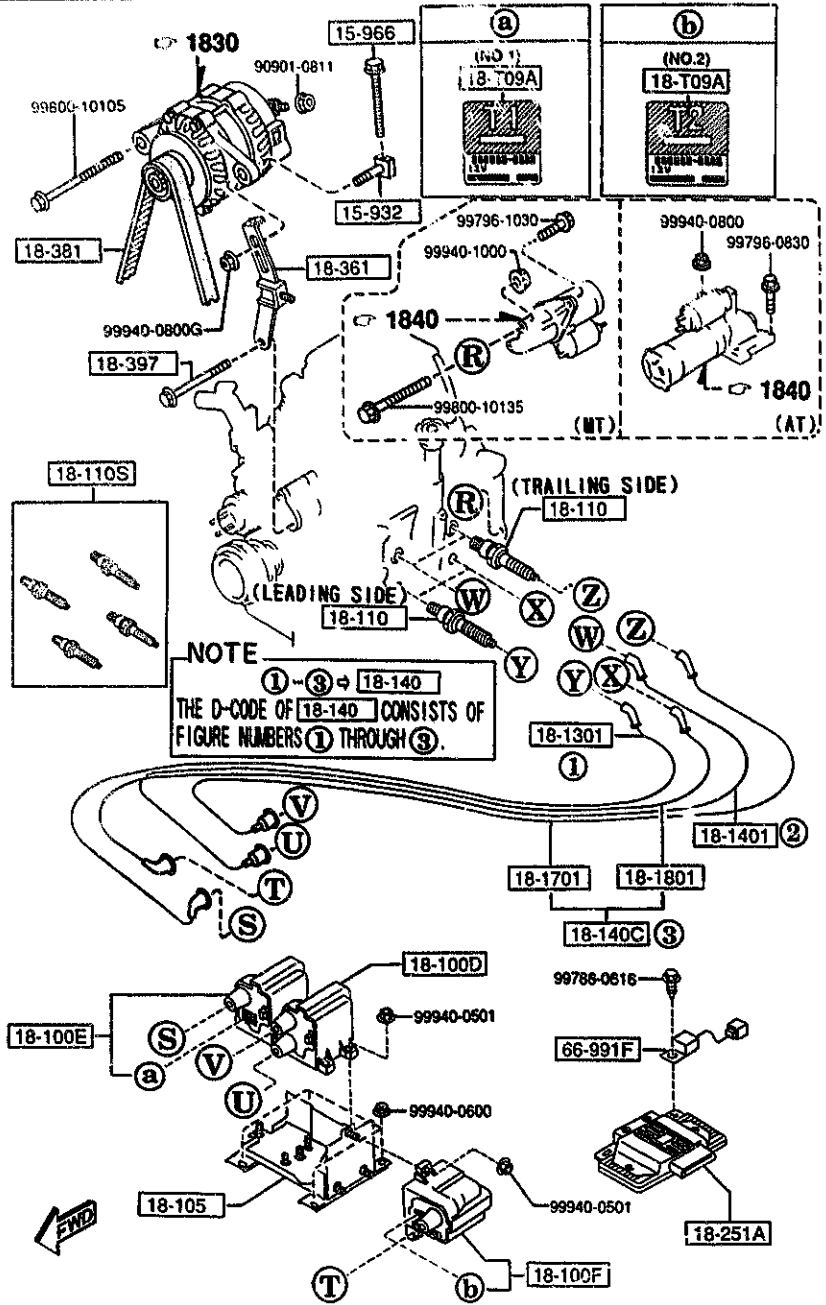 1830
15-966
90901-0811
99800-10105
15-932
18-381
18-361
99940-0800G
18-397
a
(NO.1)
18-T09A
T1
12V
b
(NO.2)
18-T09A
T2
12V
99796-1030
99940-1000
1840
R
99800-10135
(MT)
99940-0800
99796-0830
1840
(AT)
18-110S
R
(TRAILING SIDE)
18-110
(LEADING SIDE)
18-110
W
X
Z
Y
W
Z
Y
X
NOTE
1-3 ⇨ 18-140
THE D-CODE OF 18-140 CONSISTS OF
FIGURE NUMBERS 1 THROUGH 3.
18-1301
1
V
U
T
S
18-1401 2
18-1701
18-1801
18-140C 3
18-100D
18-100E
S
a
V
U
99940-0501
99940-0600
18-105
99940-0501
FWD
T
b
18-100F
99786-0616
66-991F
18-251A